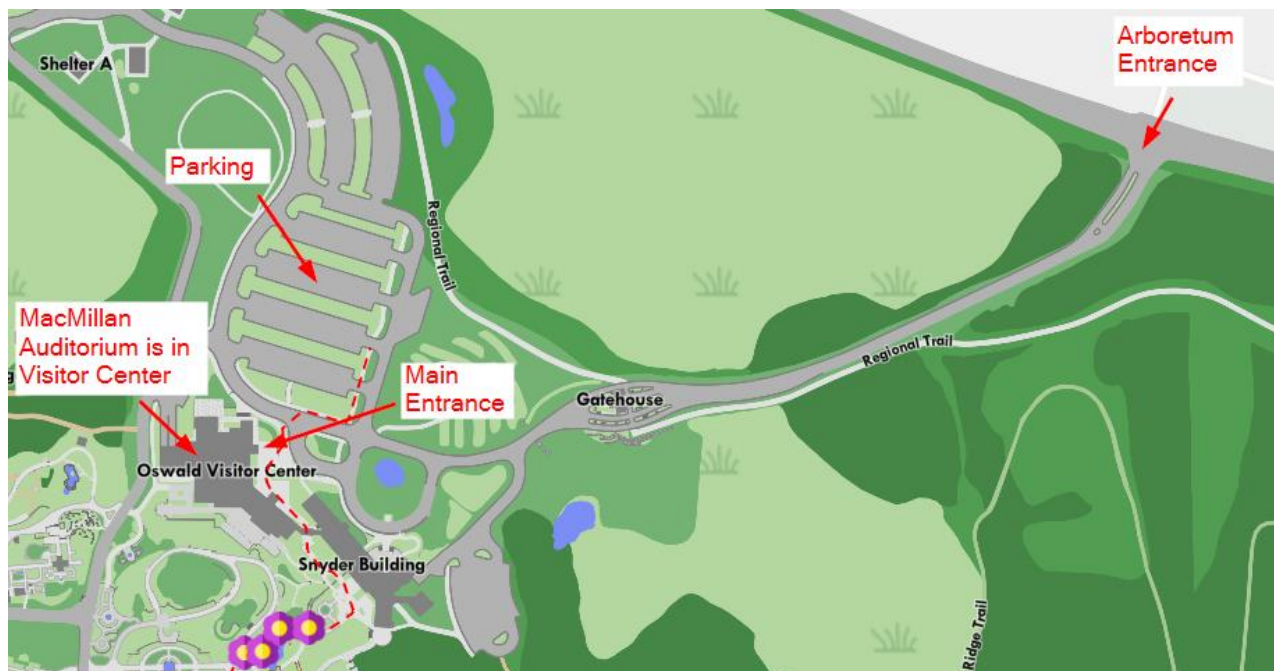 Arboretum
Entrance
Shelter A
Parking
Regional Trail
MacMillan
Auditorium is in
Visitor Center
Regional Trail
Main
Entrance
Gatehouse
Oswald Visitor Center
Snyder Building
Ridge Trail